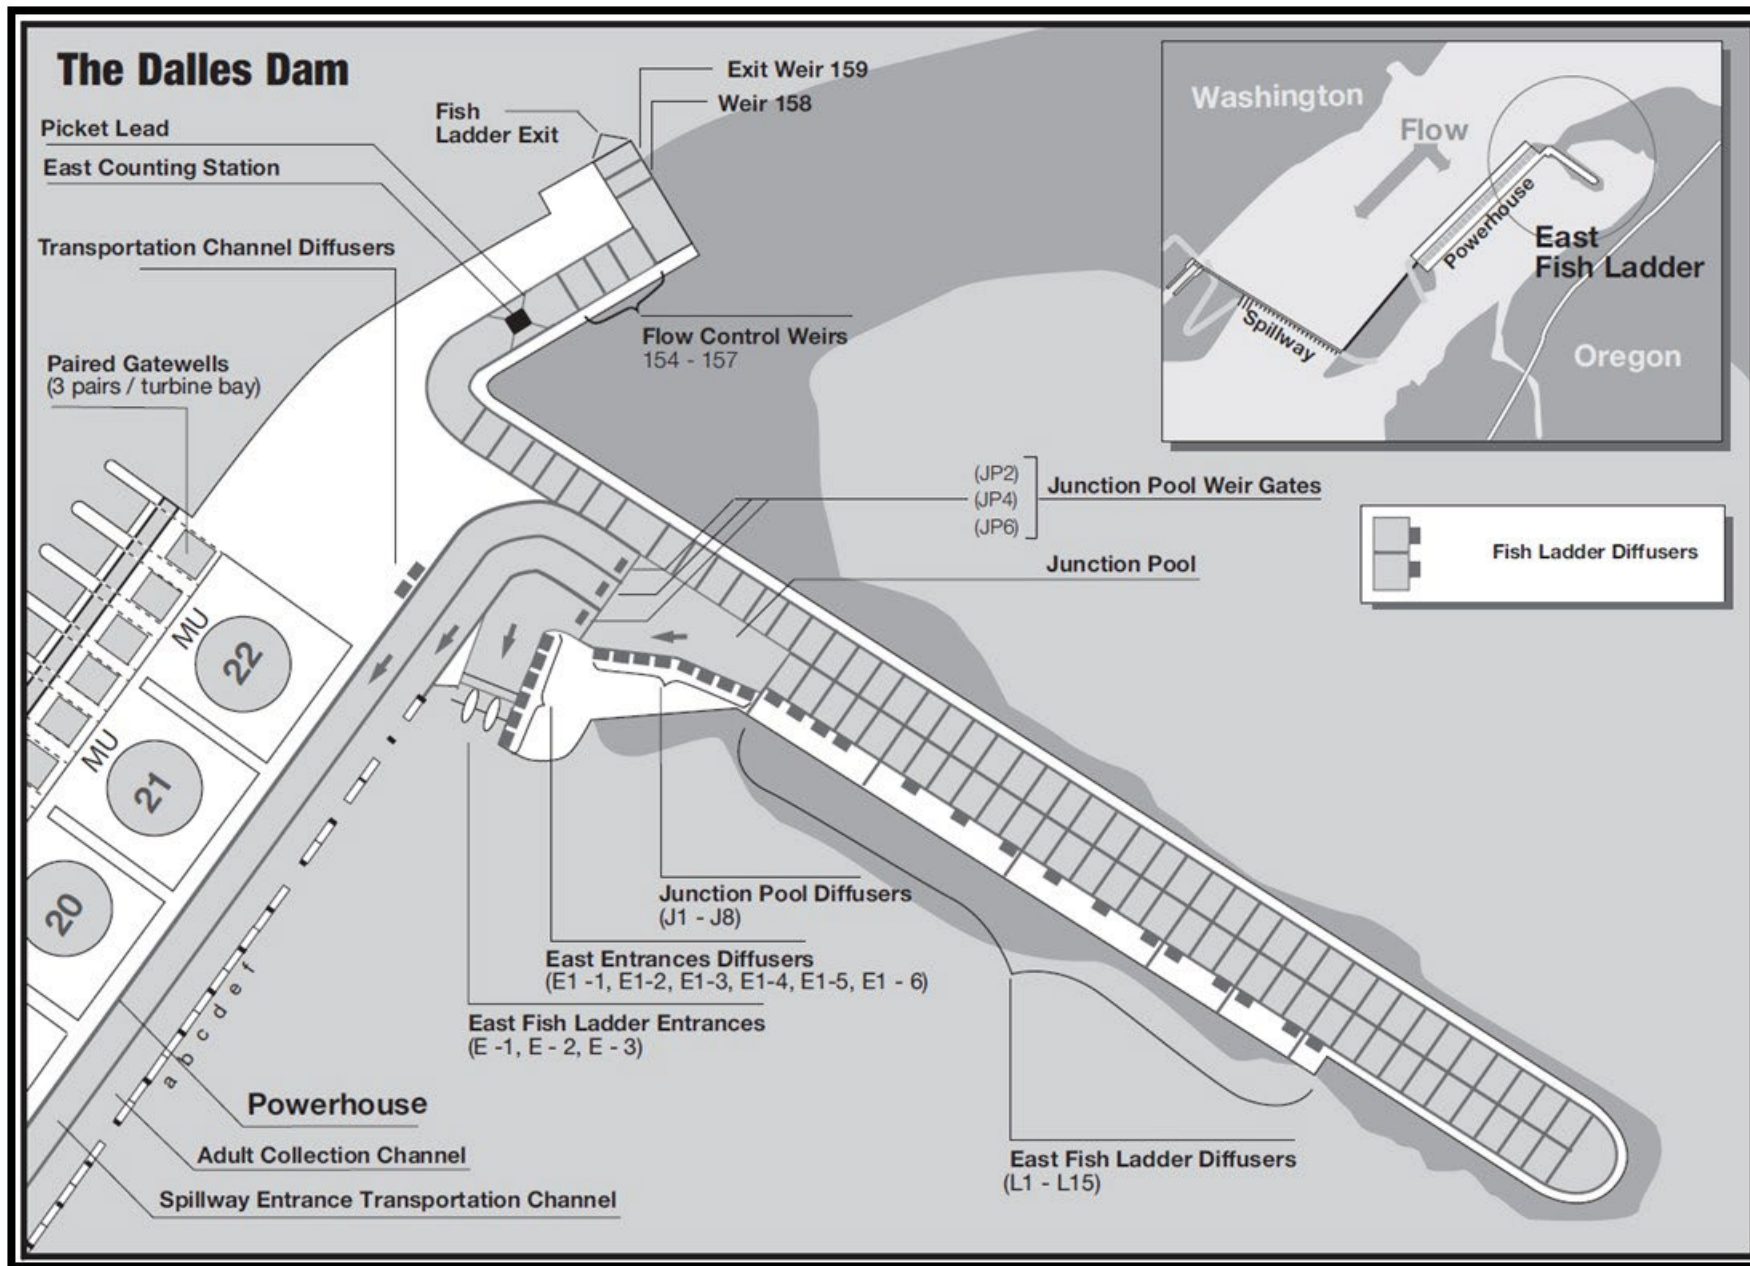 The Dalles Dam
Exit Weir 159
Weir 158
Fish
Ladder Exit
Picket Lead
East Counting Station
Transportation Channel Diffusers
Paired Gatewells
(3 pairs / turbine bay)
Flow Control Weirs
154 - 157
Washington
Flow
Powerhouse
East
Fish Ladder
Spillway
Oregon
(JP2)
(JP4)
(JP6)
Junction Pool Weir Gates
Junction Pool
Fish Ladder Diffusers
MU
22
MU
21
20
a b c d e f
Junction Pool Diffusers
(J1 - J8)
East Entrances Diffusers
(E1 -1, E1-2, E1-3, E1-4, E1-5, E1 - 6)
East Fish Ladder Entrances
(E -1, E - 2, E - 3)
Powerhouse
Adult Collection Channel
Spillway Entrance Transportation Channel
East Fish Ladder Diffusers
(L1 - L15)